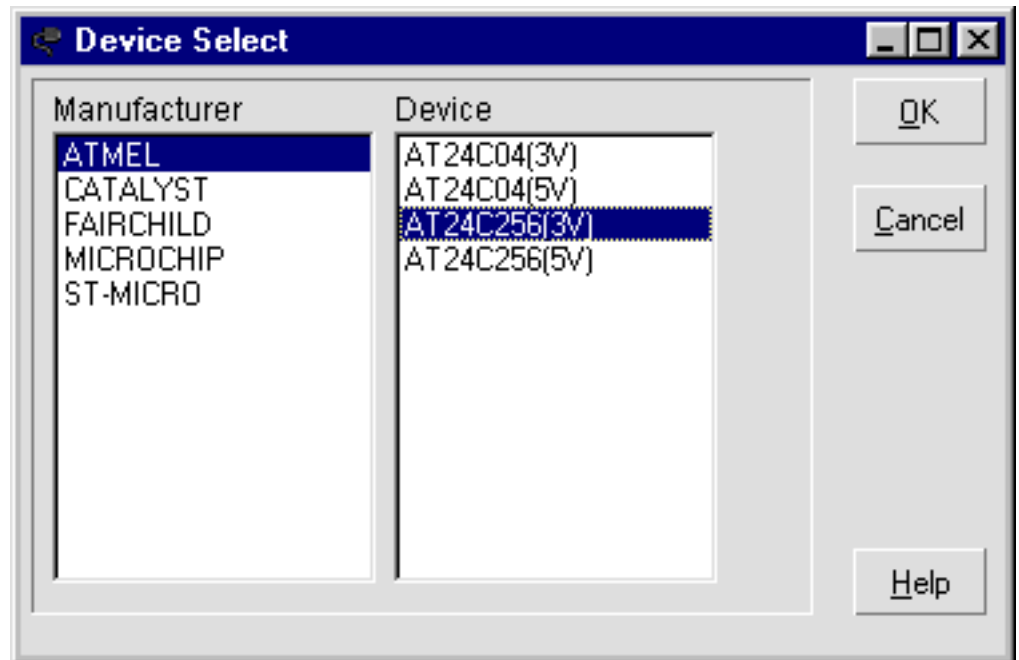 Device Select
Manufacturer
ATMEL
CATALYST
FAIRCHILD
MICROCHIP
ST-MICRO
Device
AT24C04(3V)
AT24C04(5V)
AT24C256(3V)
AT24C256(5V)
OK
Cancel
Help